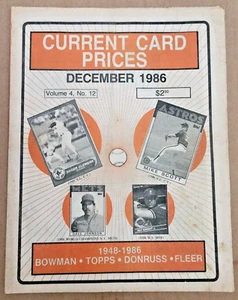 CURRENT CARD
PRICES
DECEMBER 1986
Volume 4, No. 12
$2.00
ASTROS
MIKE SCOTT
1948-1986
BOWMAN • TOPPS • DONRUSS • FLEER